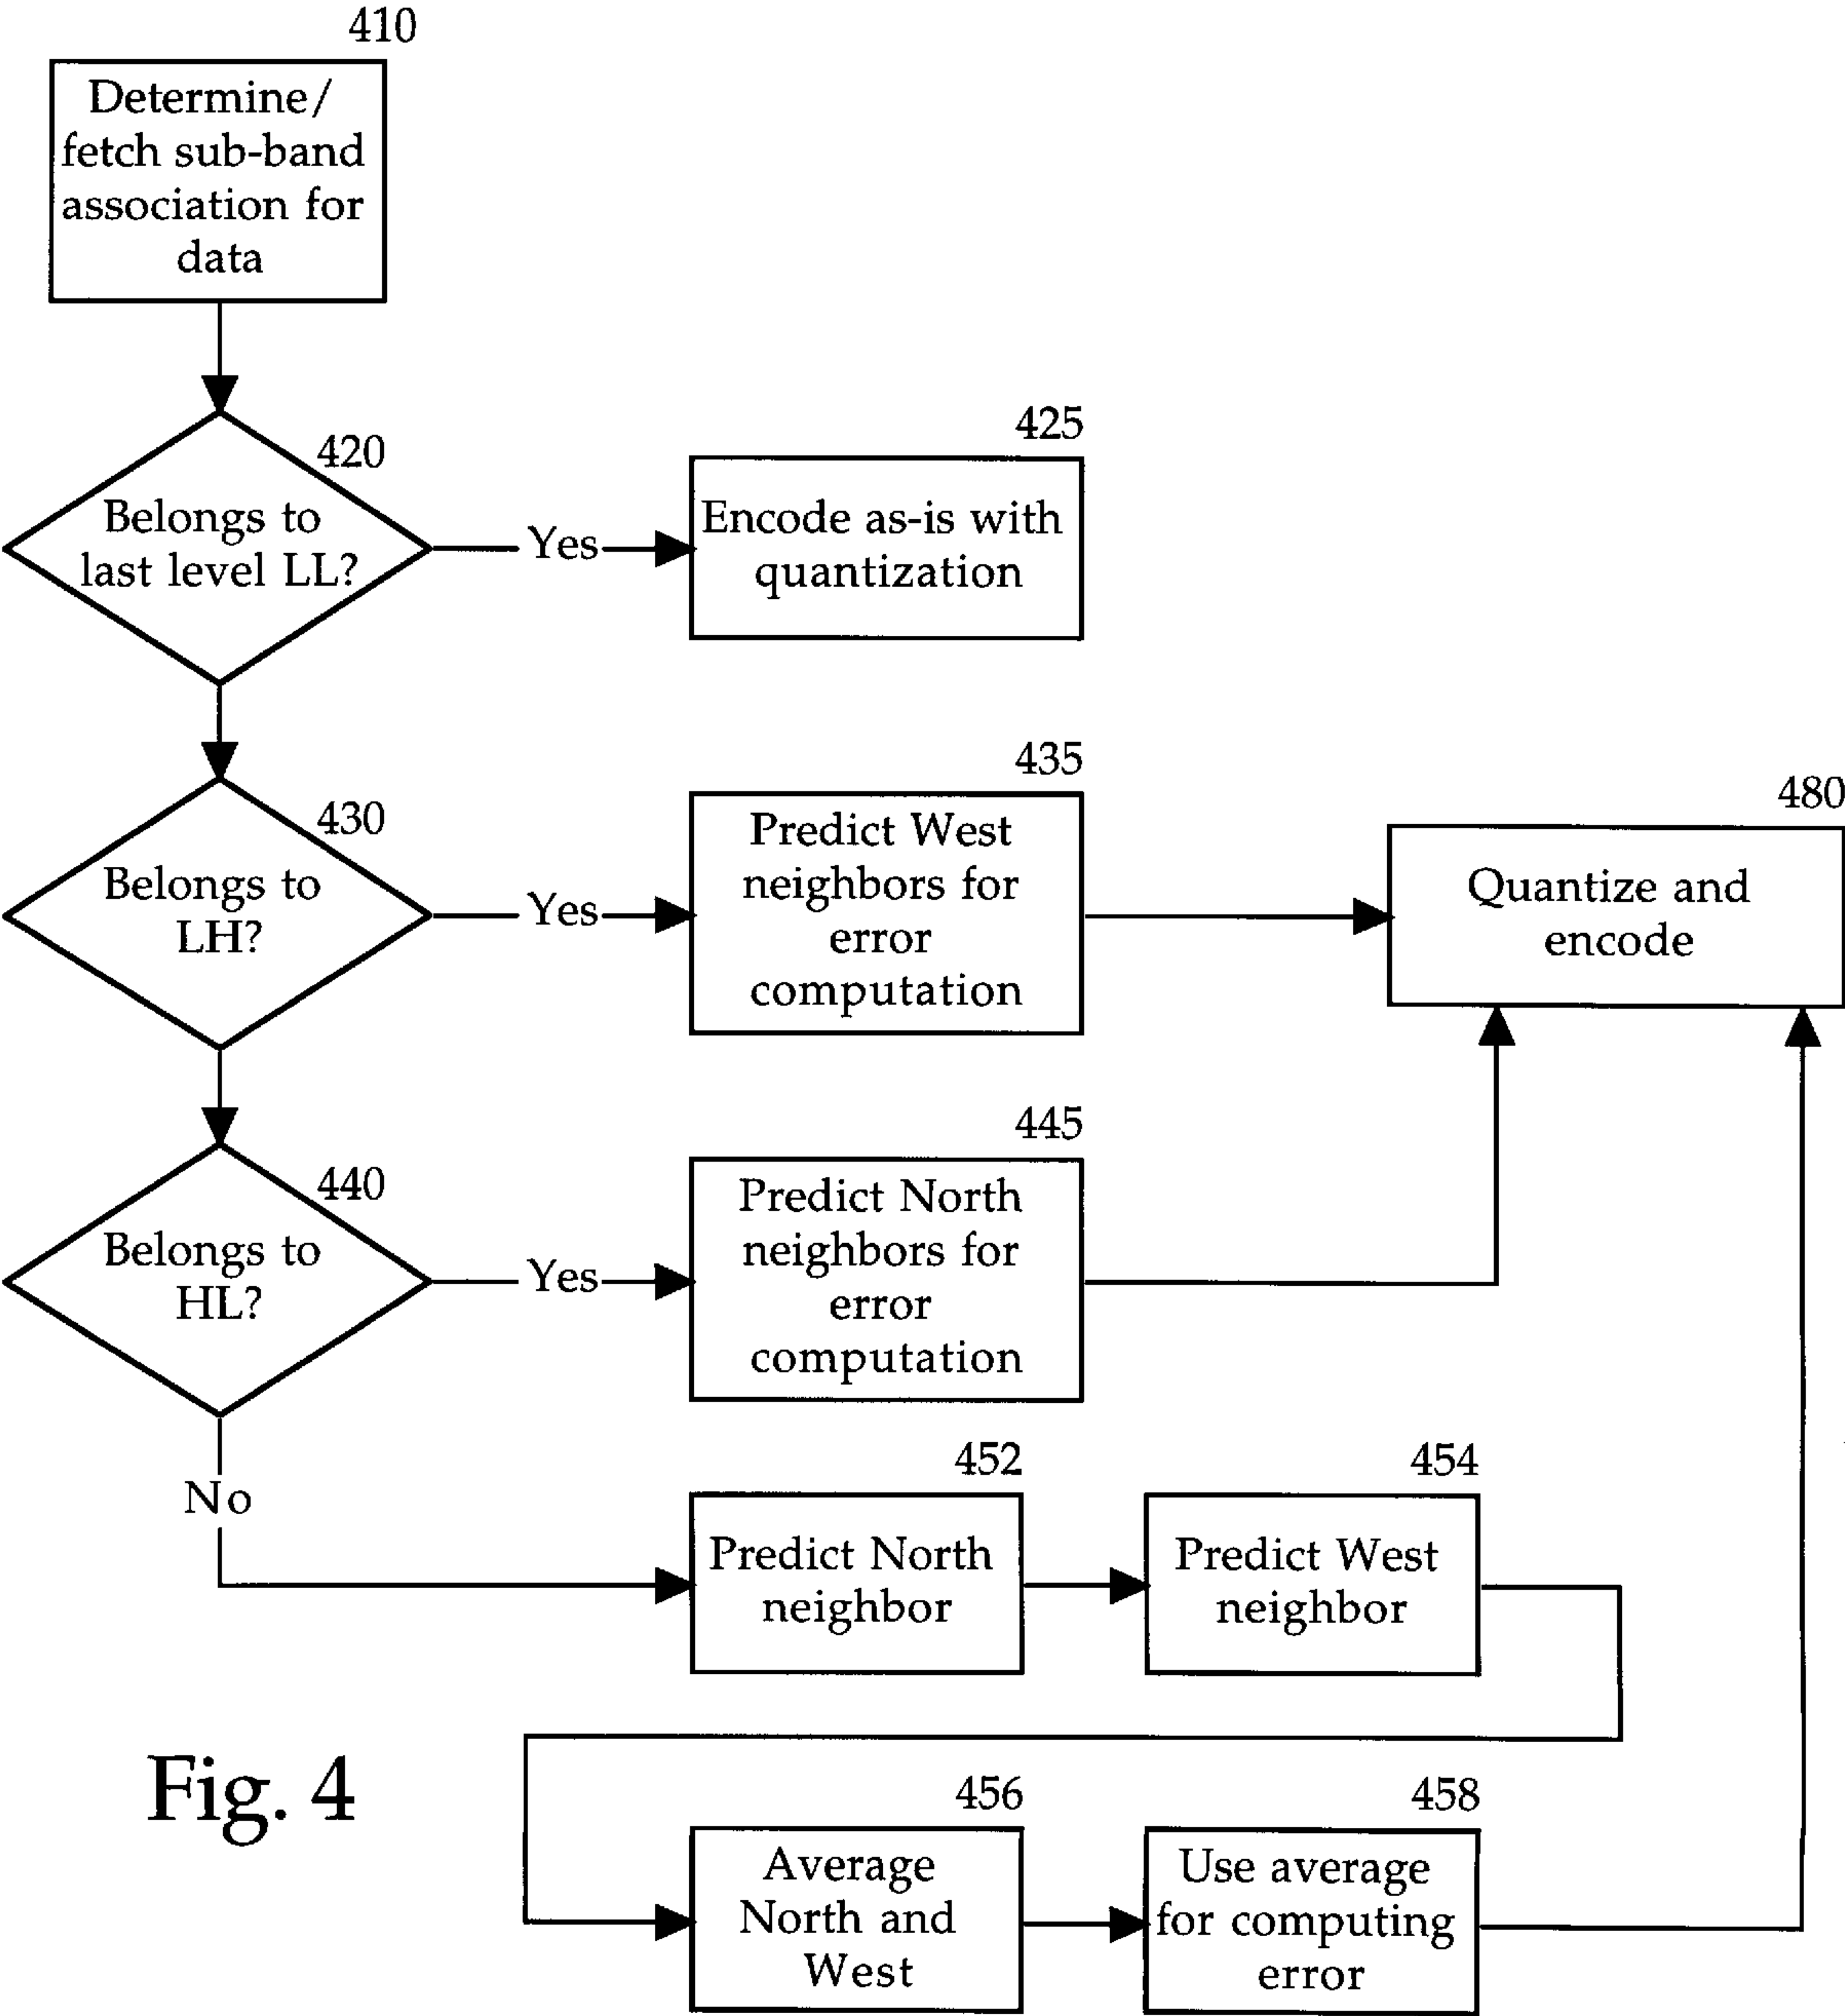 410
Determine/
fetch sub-band
association for
data
420
Belongs to
last level LL?
Yes
425
Encode as-is with
quantization
430
Belongs to
LH?
Yes
435
Predict West
neighbors for
error
computation
480
Quantize and
encode
440
Belongs to
HL?
Yes
445
Predict North
neighbors for
error
computation
No
452
Predict North
neighbor
454
Predict West
neighbor
456
Average
North and
West
458
Use average
for computing
error
Fig. 4